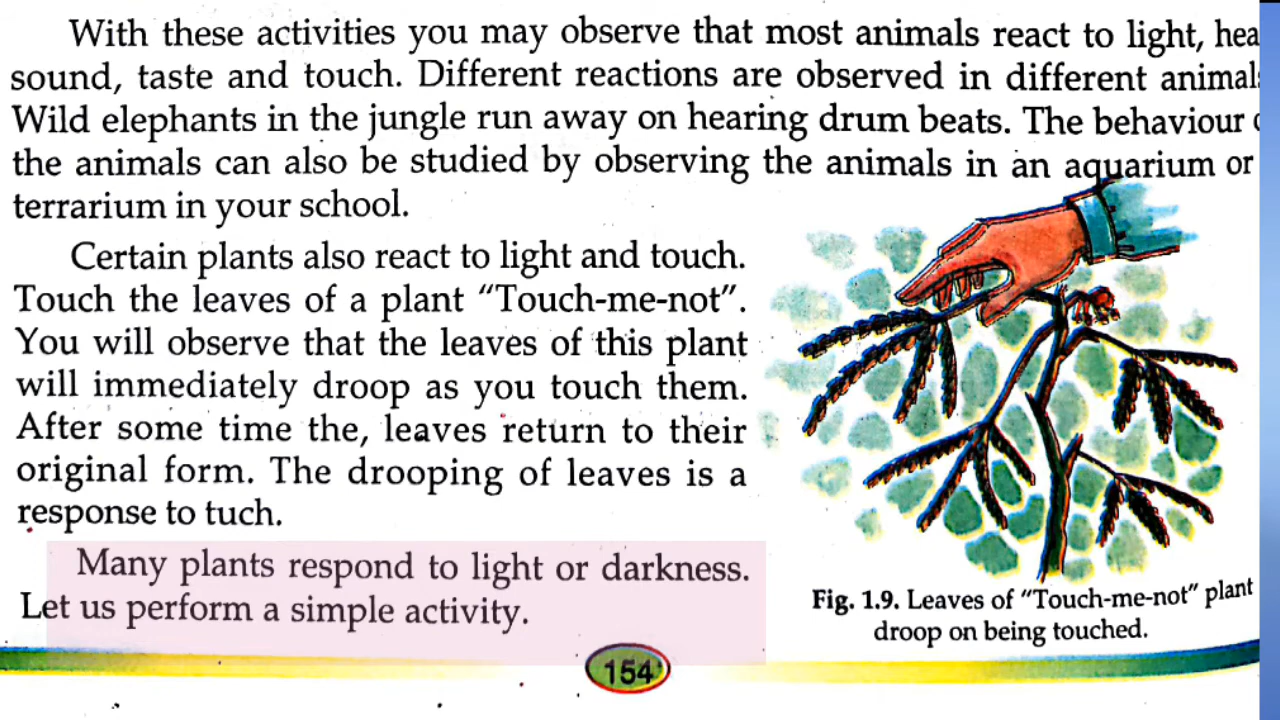 With these activities you may observe that most animals react to light, hea
sound, taste and touch. Different reactions are observed in different animal
Wild elephants in the jungle run away on hearing drum beats. The behaviour
the animals can also be studied by observing the animals in an aquarium or
terrarium in your school.
Certain plants also react to light and touch.
Touch the leaves of a plant “Touch-me-not”.
You will observe that the leaves of this plant
will immediately droop as you touch them.
After some time the, leaves return to their
original form. The drooping of leaves is a
response to tuch.
Many plants respond to light or darkness.
Let us perform a simple activity.
Fig. 1.9. Leaves of “Touch-me-not” plant
droop on being touched.
154